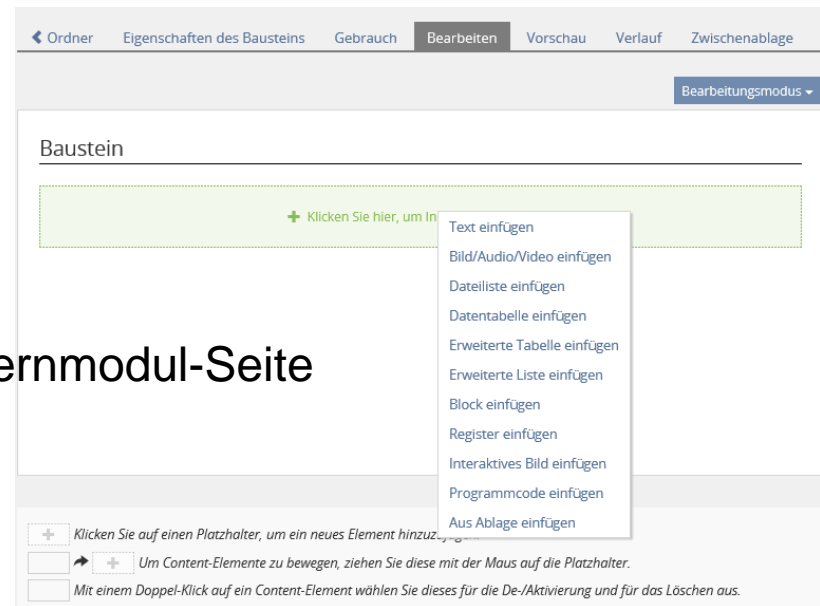 Ordner Eigenschaften des Bausteins Gebrauch Bearbeiten Vorschau Verlauf Zwischenablage
Bearbeitungsmodus
Baustein
Klicken Sie hier, um In
Text einfügen
Bild/Audio/Video einfügen
Dateiliste einfügen
Datentabelle einfügen
Erweiterte Tabelle einfügen
ernmodul-Seite
Erweiterte Liste einfügen
Block einfügen
Register einfügen
Interaktives Bild einfügen
Programmcode einfügen
Aus Ablage einfügen
Klicken Sie auf einen Platzhalter, um ein neues Element
Um Content-Elemente zu bewegen, ziehen Sie diese mit der Maus auf die Platzhalter.
Mit einem Doppel-Klick auf ein Content-Element wählen Sie dieses für die De-/Aktivierung und für das Löschen aus.